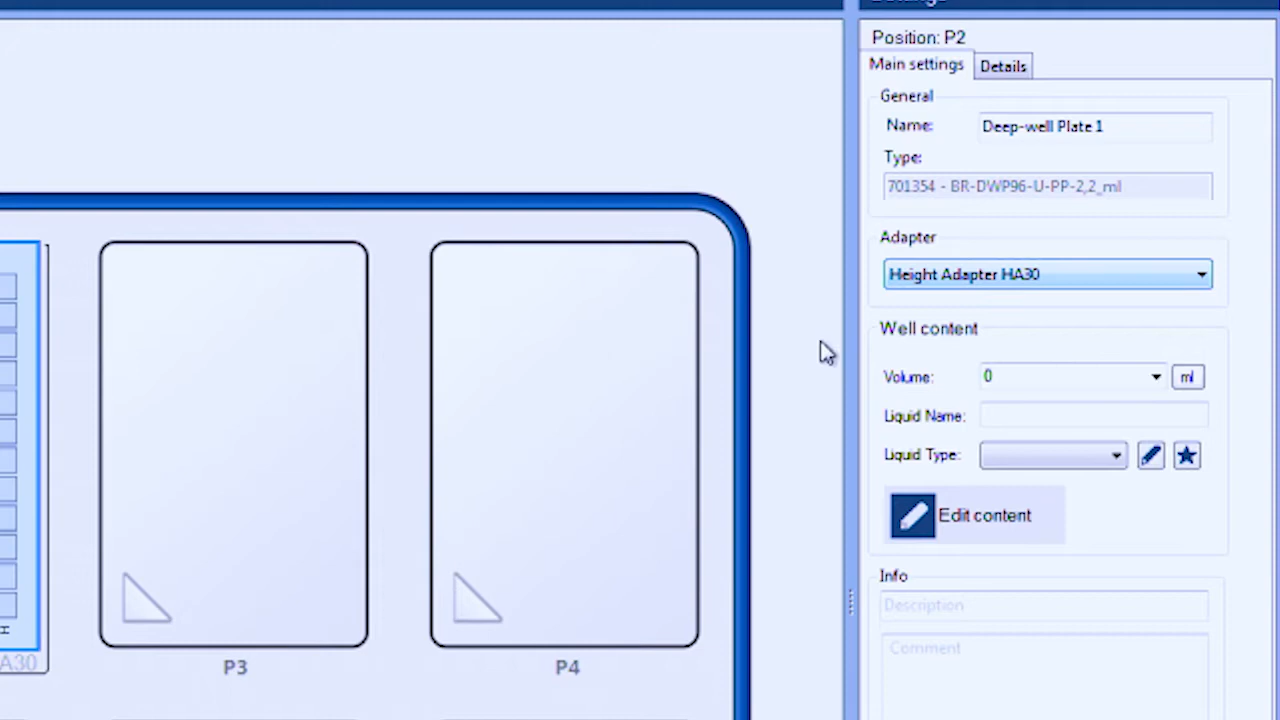 Position: P2
Main settings
Details
General
Name:
Deep-well Plate 1
Type:
701354 - BR-DWP96-U-PP-2,2_ml
Adapter
Height Adapter HA30
Well content
Volume:
0
ml
Liquid Name:
Liquid Type:
Edit content
Info
Description
Comment
H
A30
P3
P4